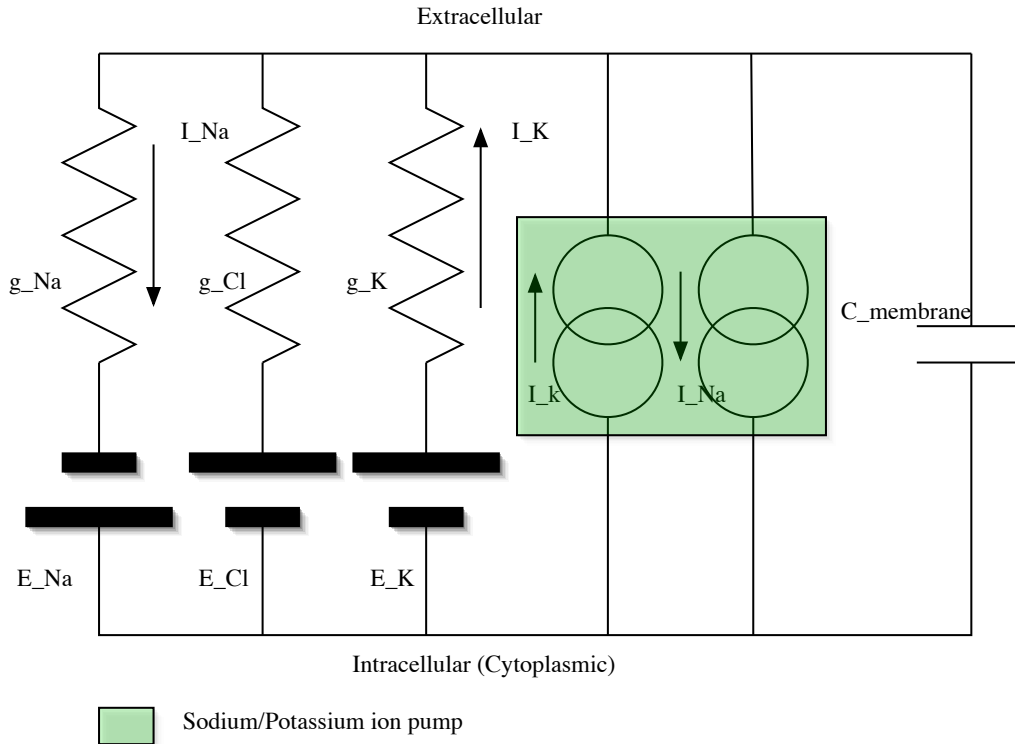 Extracellular
I_Na
I_K
g_Na
g_Cl
g_K
C_membrane
I_k
I_Na
E_Na
E_Cl
E_K
Intracellular (Cytoplasmic)
Sodium/Potassium ion pump